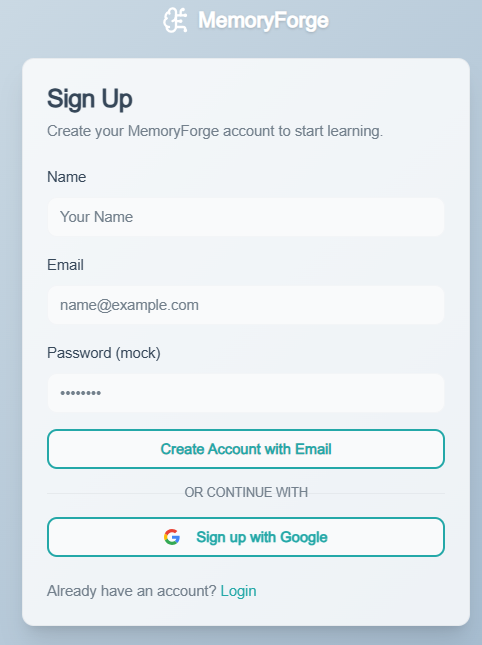 MemoryForge
Sign Up
Create your MemoryForge account to start learning.
Name
Your Name
Email
name@example.com
Password (mock)
••••••••
Create Account with Email
OR CONTINUE WITH
Sign up with Google
Already have an account? Login